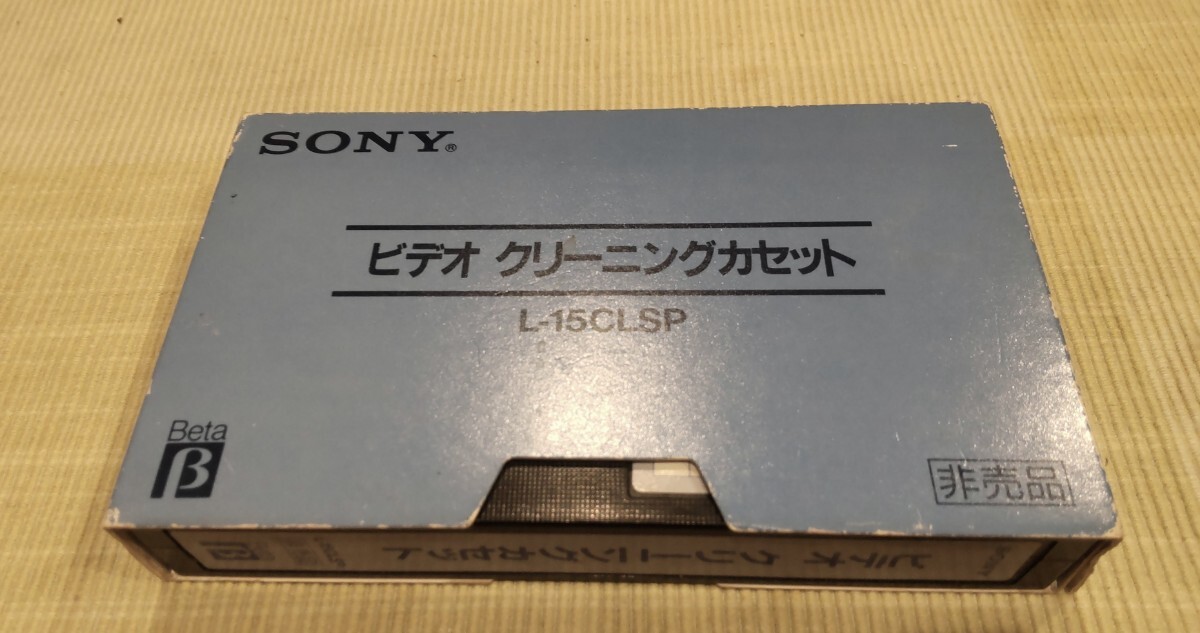 SONY®
ビデオ クリーニングカセット
L-15CLSP
Beta
β
非売品
ビデオ クリーニングカセット